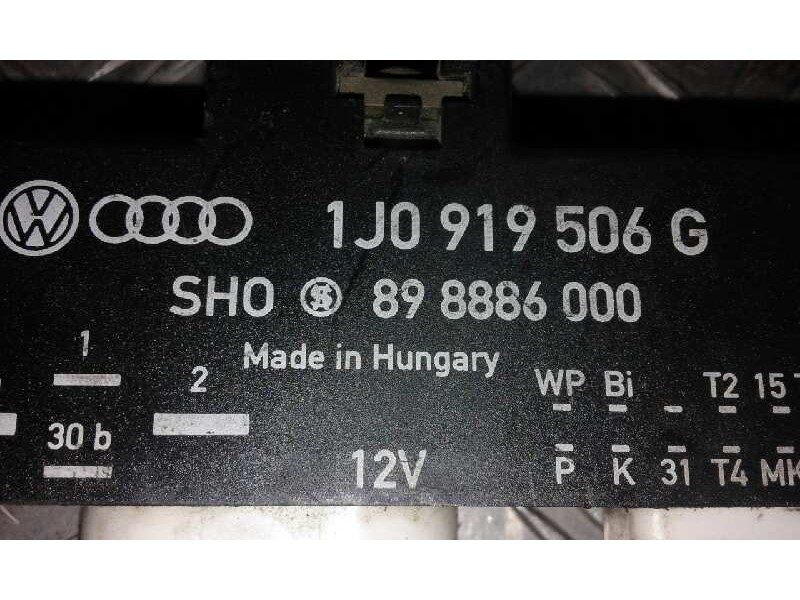 1J0 919 506 G
SHO 89 8886 000
Made in Hungary
1
2
30 b
12V
WP Bi T2 15
P K 31 T4 MK